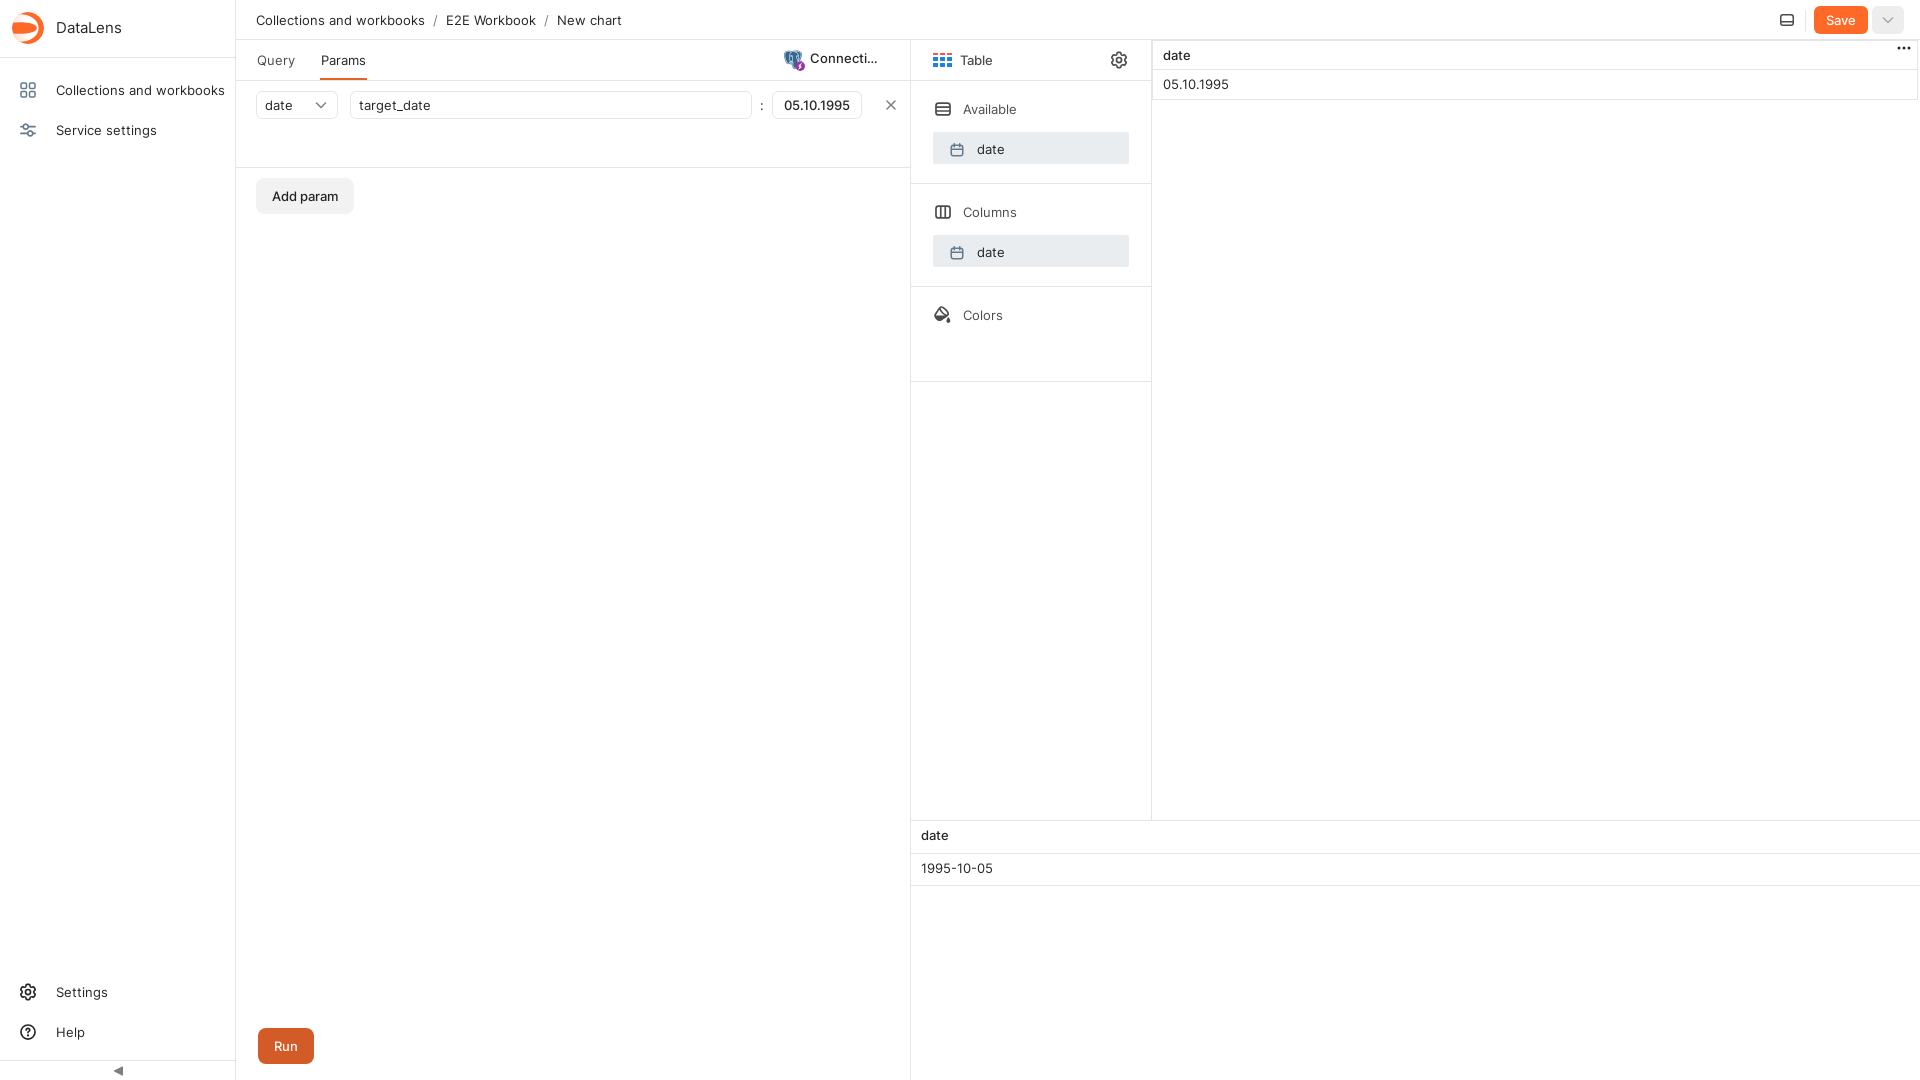 DataLens
Collections and workbooks / E2E Workbook / New chart
Save
Collections and workbooks
Service settings
Query
Params
Connecti...
date
target_date
:
05.10.1995
Add param
Table
Available
date
Columns
date
Colors
date
05.10.1995
date
1995-10-05
Settings
Help
Run